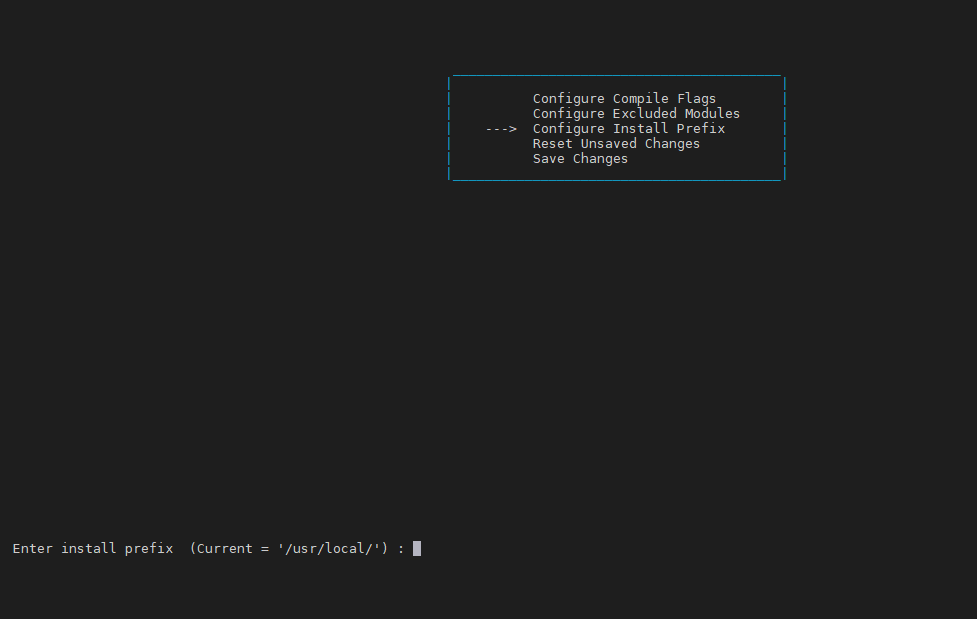 Configure Compile Flags
Configure Excluded Modules
---> Configure Install Prefix
Reset Unsaved Changes
Save Changes
Enter install prefix  (Current = '/usr/local/') :